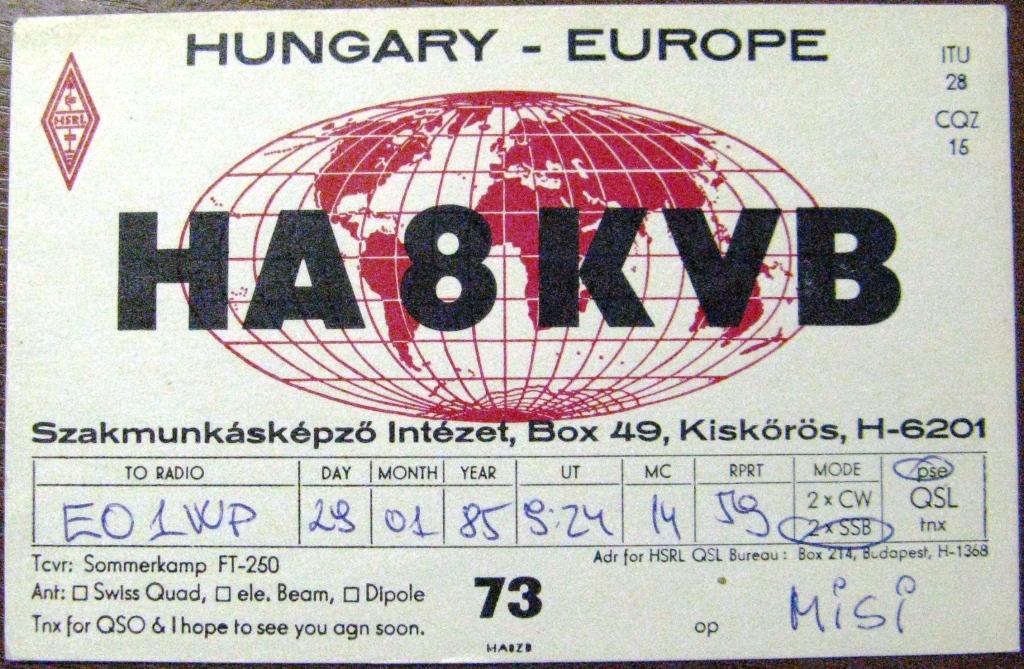 HUNGARY - EUROPE
ITU
28
CQZ
15
HSRL
HA8KVB
Szakmunkásképző Intézet, Box 49, Kiskőrös, H-6201
TO RADIO DAY MONTH YEAR UT MC RPRT MODE pse
EO1WP 29 01 85 9:24 14 59 2 x CW QSL
2 x SSB tnx
Tcvr: Sommerkamp FT-250 Adr for HSRL QSL Bureau: Box 214, Budapest, H-1368
Ant: □ Swiss Quad, □ ele. Beam, □ Dipole 73
Tnx for QSO & I hope to see you agn soon. op Misi